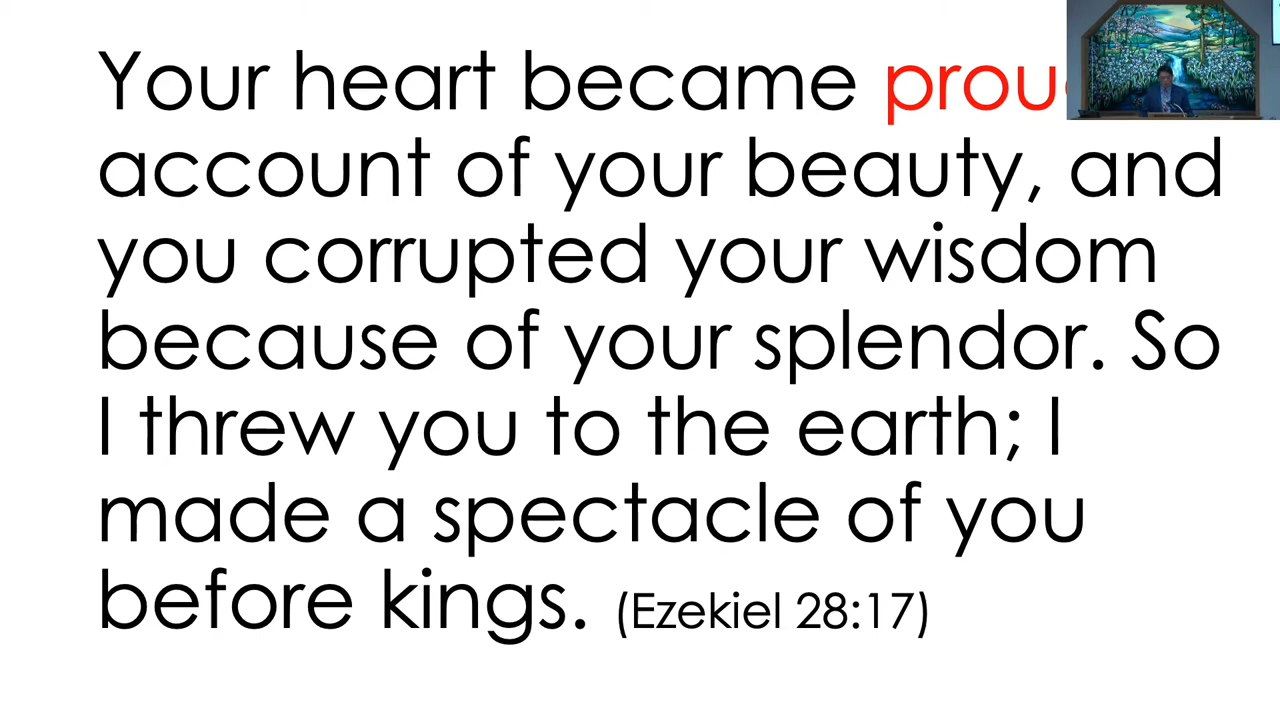 Your heart became
account of your beauty, and
you corrupted your wisdom
because of your splendor. So
I threw you to the earth; I
made a spectacle of you
before kings. (Ezekiel 28:17)